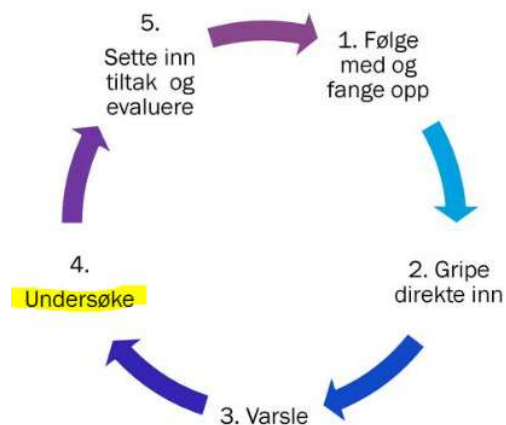 1. Følge
med og
fange opp
2. Gripe
direkte inn
3. Varsle
4.
Undersøke
5.
Sette inn
tiltak og
evaluere